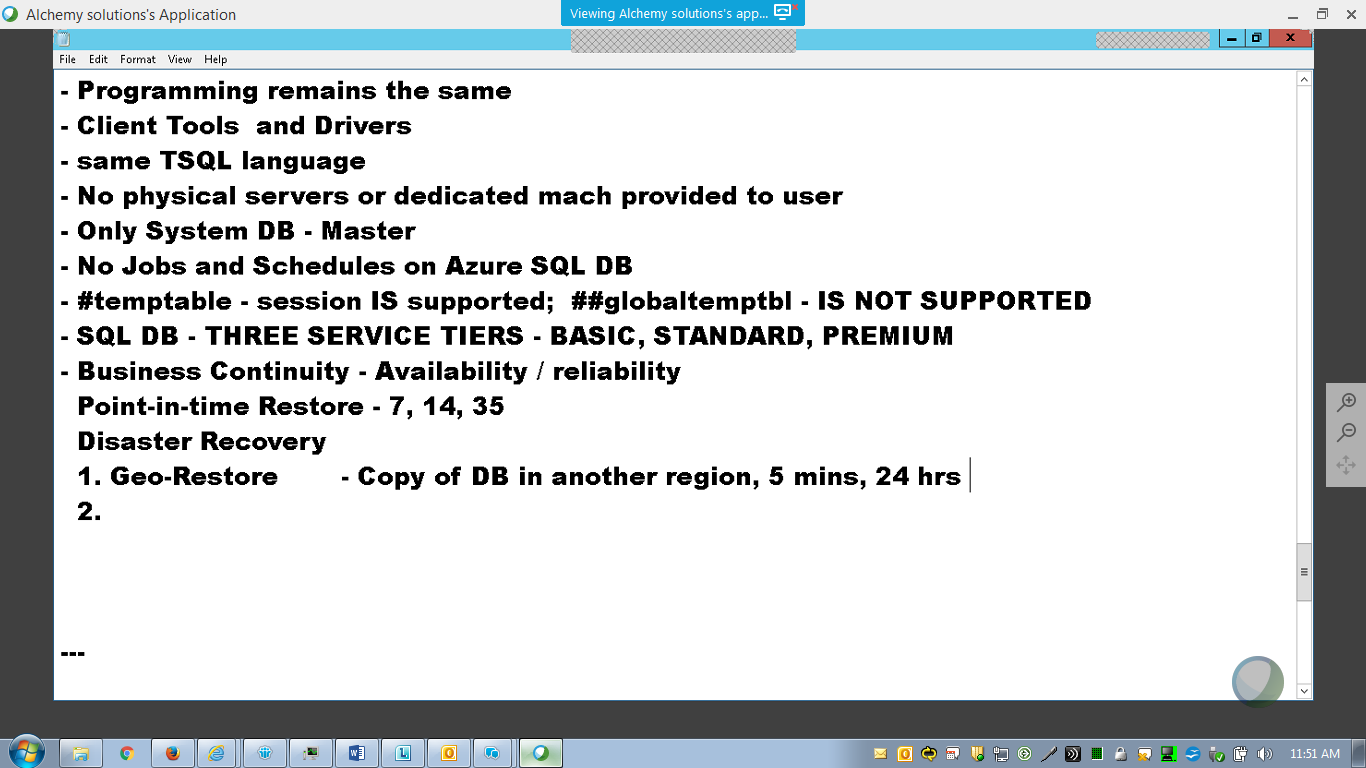 Alchemy solutions's Application
Viewing Alchemy solutions's app...
File Edit Format View Help
- Programming remains the same
- Client Tools  and Drivers
- same TSQL language
- No physical servers or dedicated mach provided to user
- Only System DB - Master
- No Jobs and Schedules on Azure SQL DB
- #temptable - session IS supported;  ##globaltemptbl - IS NOT SUPPORTED
- SQL DB - THREE SERVICE TIERS - BASIC, STANDARD, PREMIUM
- Business Continuity - Availability / reliability
Point-in-time Restore - 7, 14, 35
Disaster Recovery
1. Geo-Restore - Copy of DB in another region, 5 mins, 24 hrs
2.
---
11:51 AM